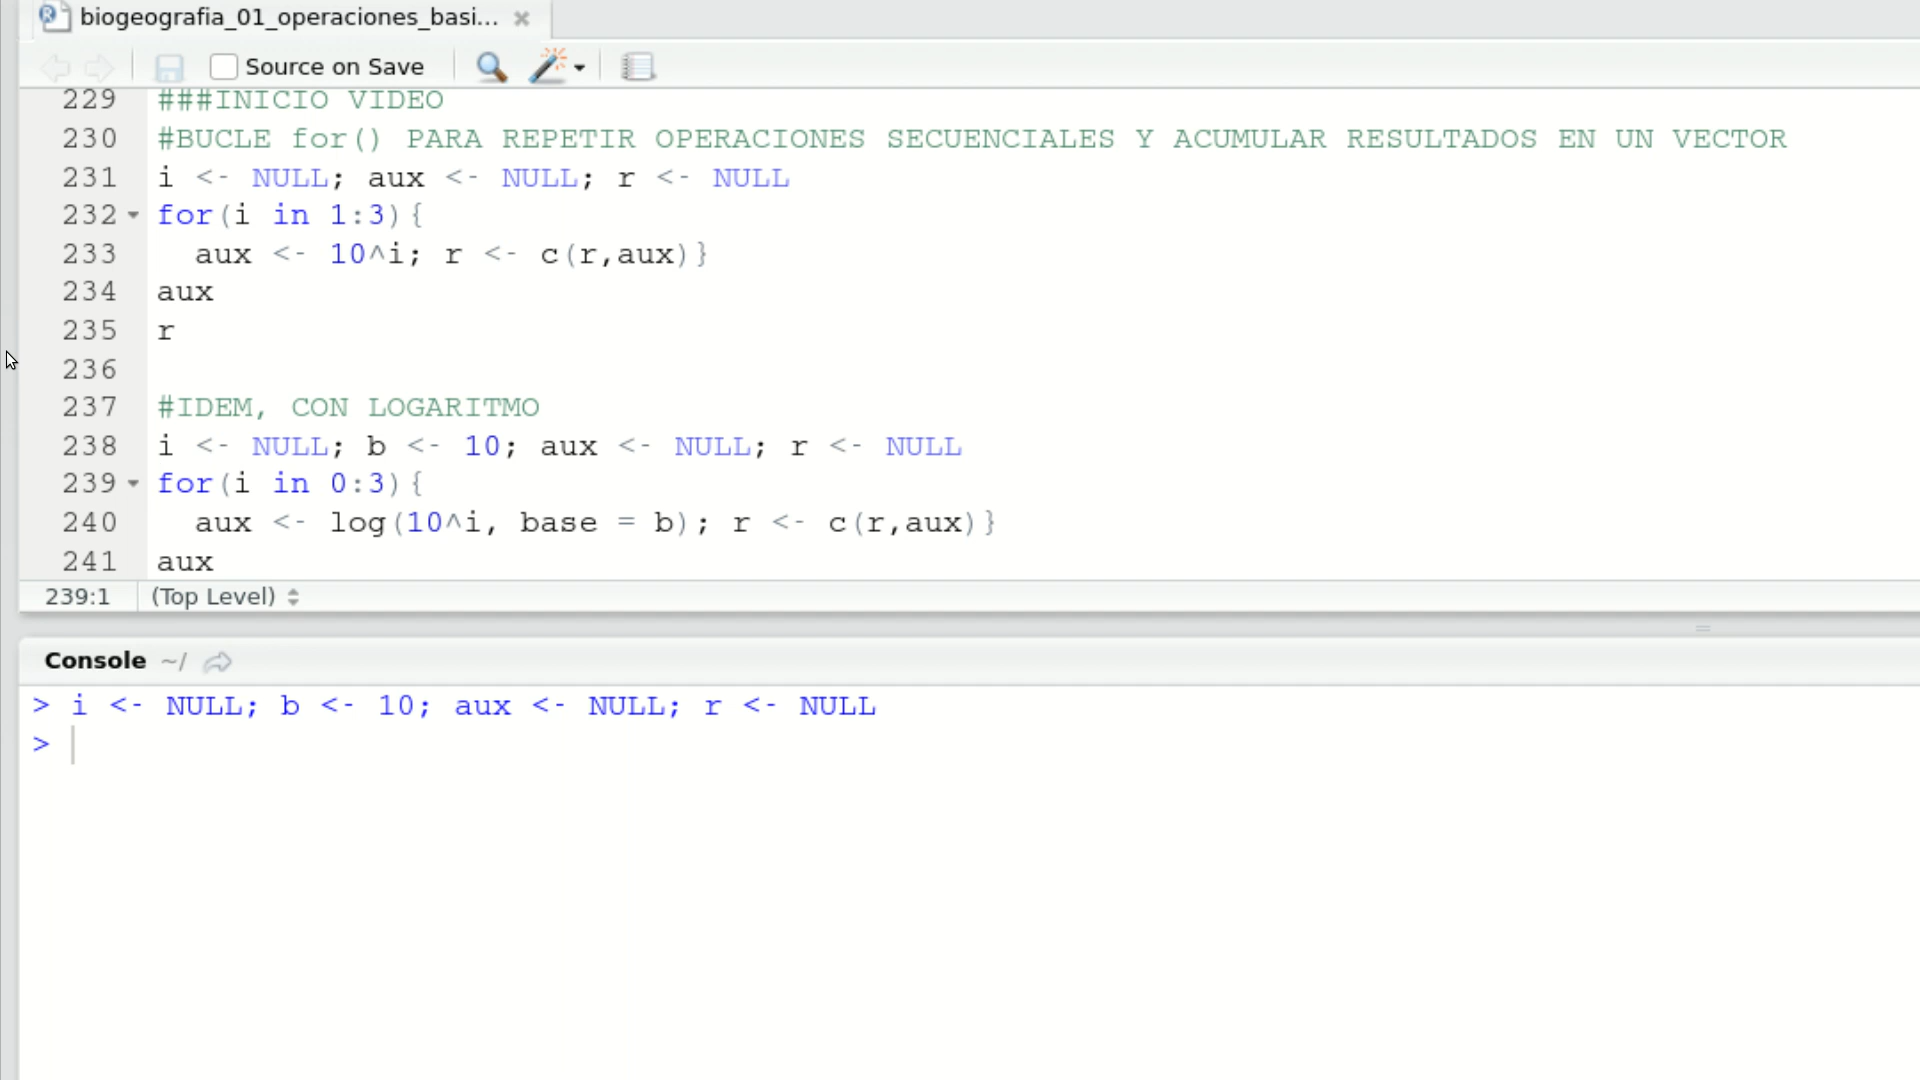 biogeografia_01_operaciones_basi...
Source on Save
229 ###INICIO VIDEO
230 #BUCLE for() PARA REPETIR OPERACIONES SECUENCIALES Y ACUMULAR RESULTADOS EN UN VECTOR
231 i <- NULL; aux <- NULL; r <- NULL
232 for(i in 1:3){
233   aux <- 10^i; r <- c(r,aux)}
234 aux
235 r
236
237 #IDEM, CON LOGARITMO
238 i <- NULL; b <- 10; aux <- NULL; r <- NULL
239 for(i in 0:3){
240   aux <- log(10^i, base = b); r <- c(r,aux)}
241 aux
239:1 (Top Level)
Console ~/
> i <- NULL; b <- 10; aux <- NULL; r <- NULL
>